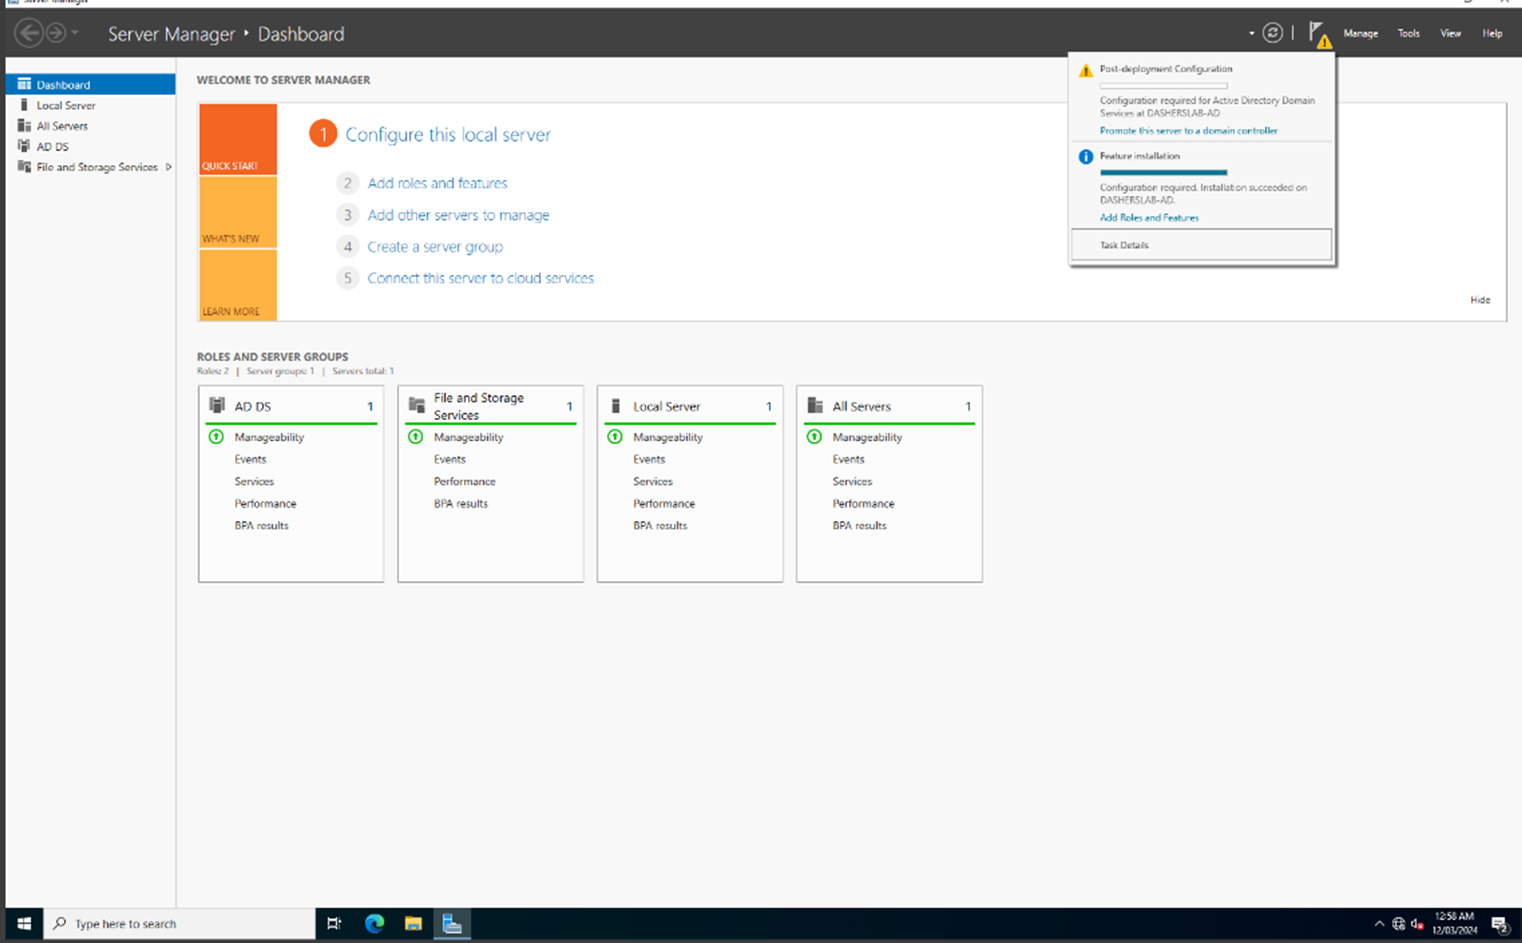 Server Manager
Server Manager ‣ Dashboard
Manage Tools View Help
Dashboard
Local Server
All Servers
AD DS
File and Storage Services
WELCOME TO SERVER MANAGER
QUICK START
WHAT'S NEW
LEARN MORE
1 Configure this local server
2 Add roles and features
3 Add other servers to manage
4 Create a server group
5 Connect this server to cloud services
Hide
Post-deployment Configuration
Configuration required for Active Directory Domain
Services at DASHERSLAB-AD
Promote this server to a domain controller
Feature installation
Configuration required. Installation succeeded on
DASHERSLAB-AD.
Add Roles and Features
Task Details
ROLES AND SERVER GROUPS
Roles: 2 | Server groups: 1 | Servers total: 1
AD DS 1
Manageability
Events
Services
Performance
BPA results
File and Storage
Services 1
Manageability
Events
Performance
BPA results
Local Server 1
Manageability
Events
Services
Performance
BPA results
All Servers 1
Manageability
Events
Services
Performance
BPA results
Type here to search
12:58 AM
12/03/2024
2